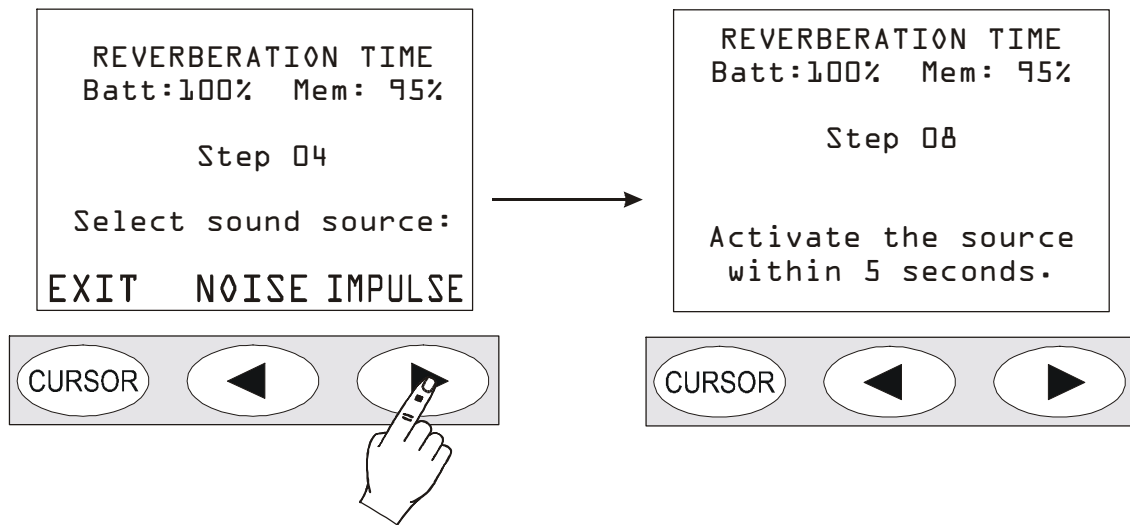 REVERBERATION TIME
Batt:100% Mem: 95%
Step 04
Select sound source:
EXIT NOISE IMPULSE
CURSOR
REVERBERATION TIME
Batt:100% Mem: 95%
Step 08
Activate the source
within 5 seconds.
CURSOR